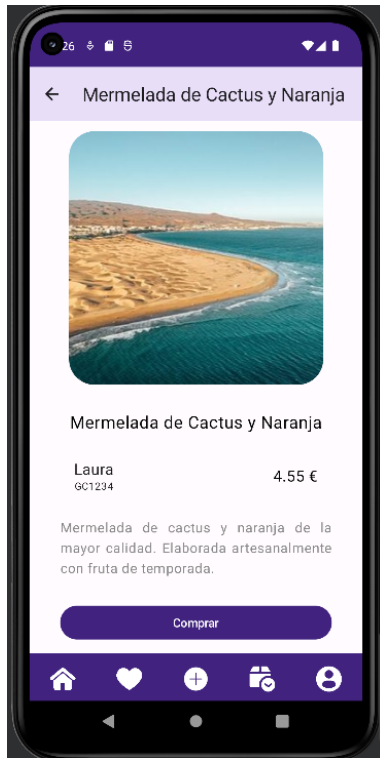 26
Mermelada de Cactus y Naranja
Mermelada de Cactus y Naranja
Laura
4.55 €
GC1234
Mermelada de cactus y naranja de la
mayor calidad. Elaborada artesanalmente
con fruta de temporada.
Comprar